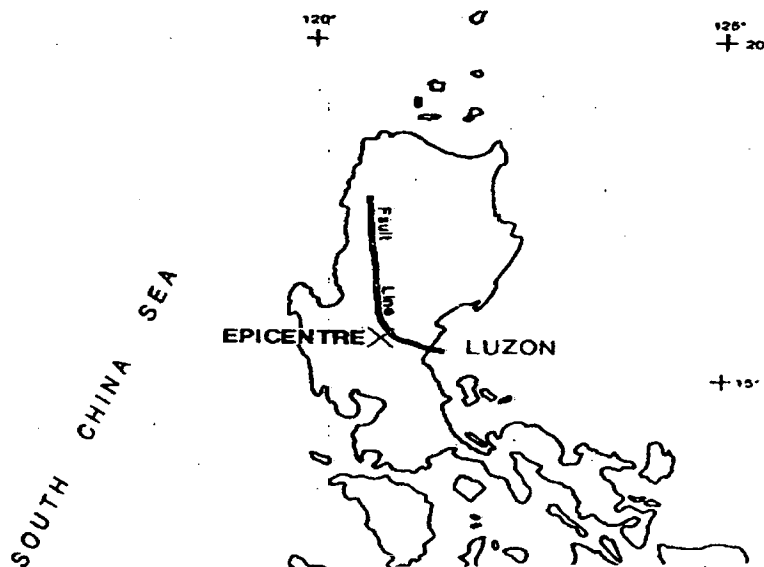 120°
125°
20
Fault
Line
EPICENTRE
LUZON
15°
SOUTH CHINA SEA